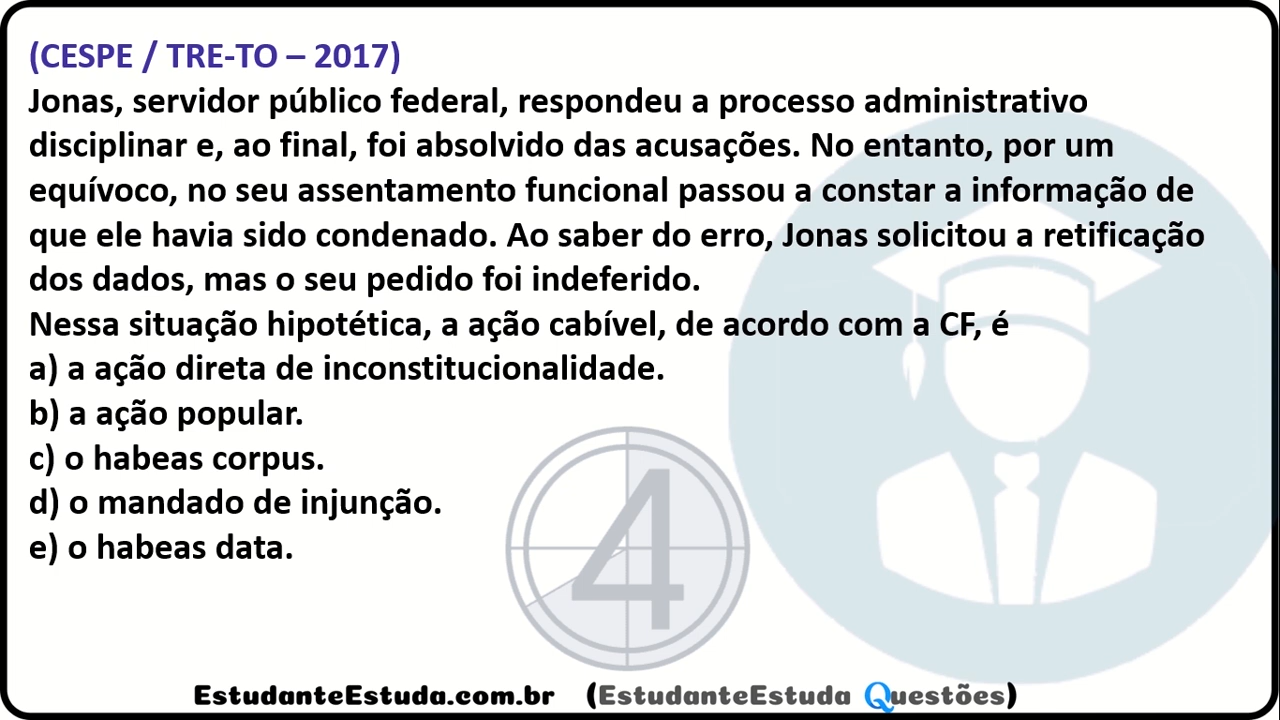 (CESPE / TRE-TO – 2017)
Jonas, servidor público federal, respondeu a processo administrativo
disciplinar e, ao final, foi absolvido das acusações. No entanto, por um
equívoco, no seu assentamento funcional passou a constar a informação de
que ele havia sido condenado. Ao saber do erro, Jonas solicitou a retificação
dos dados, mas o seu pedido foi indeferido.
Nessa situação hipotética, a ação cabível, de acordo com a CF, é
a) a ação direta de inconstitucionalidade.
b) a ação popular.
c) o habeas corpus.
d) o mandado de injunção.
e) o habeas data.
4
EstudanteEstuda.com.br (EstudanteEstuda Questões)